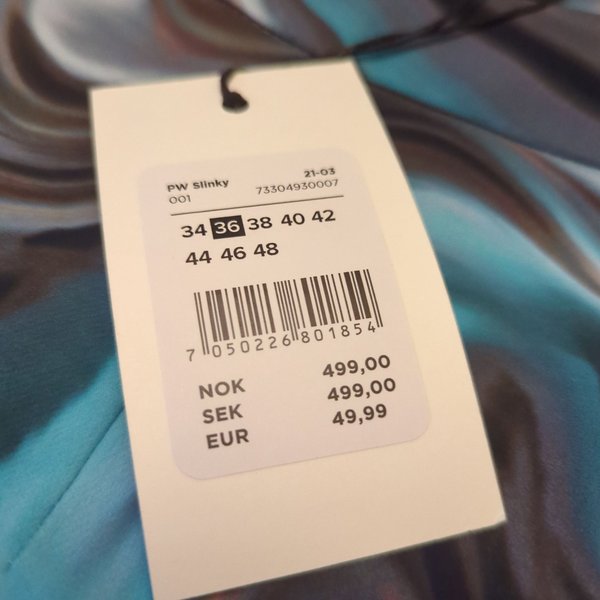 PW Slinky 21-03
001 73304930007
34 36 38 40 42
44 46 48
7 050226 801854
NOK 499,00
SEK 499,00
EUR 49,99